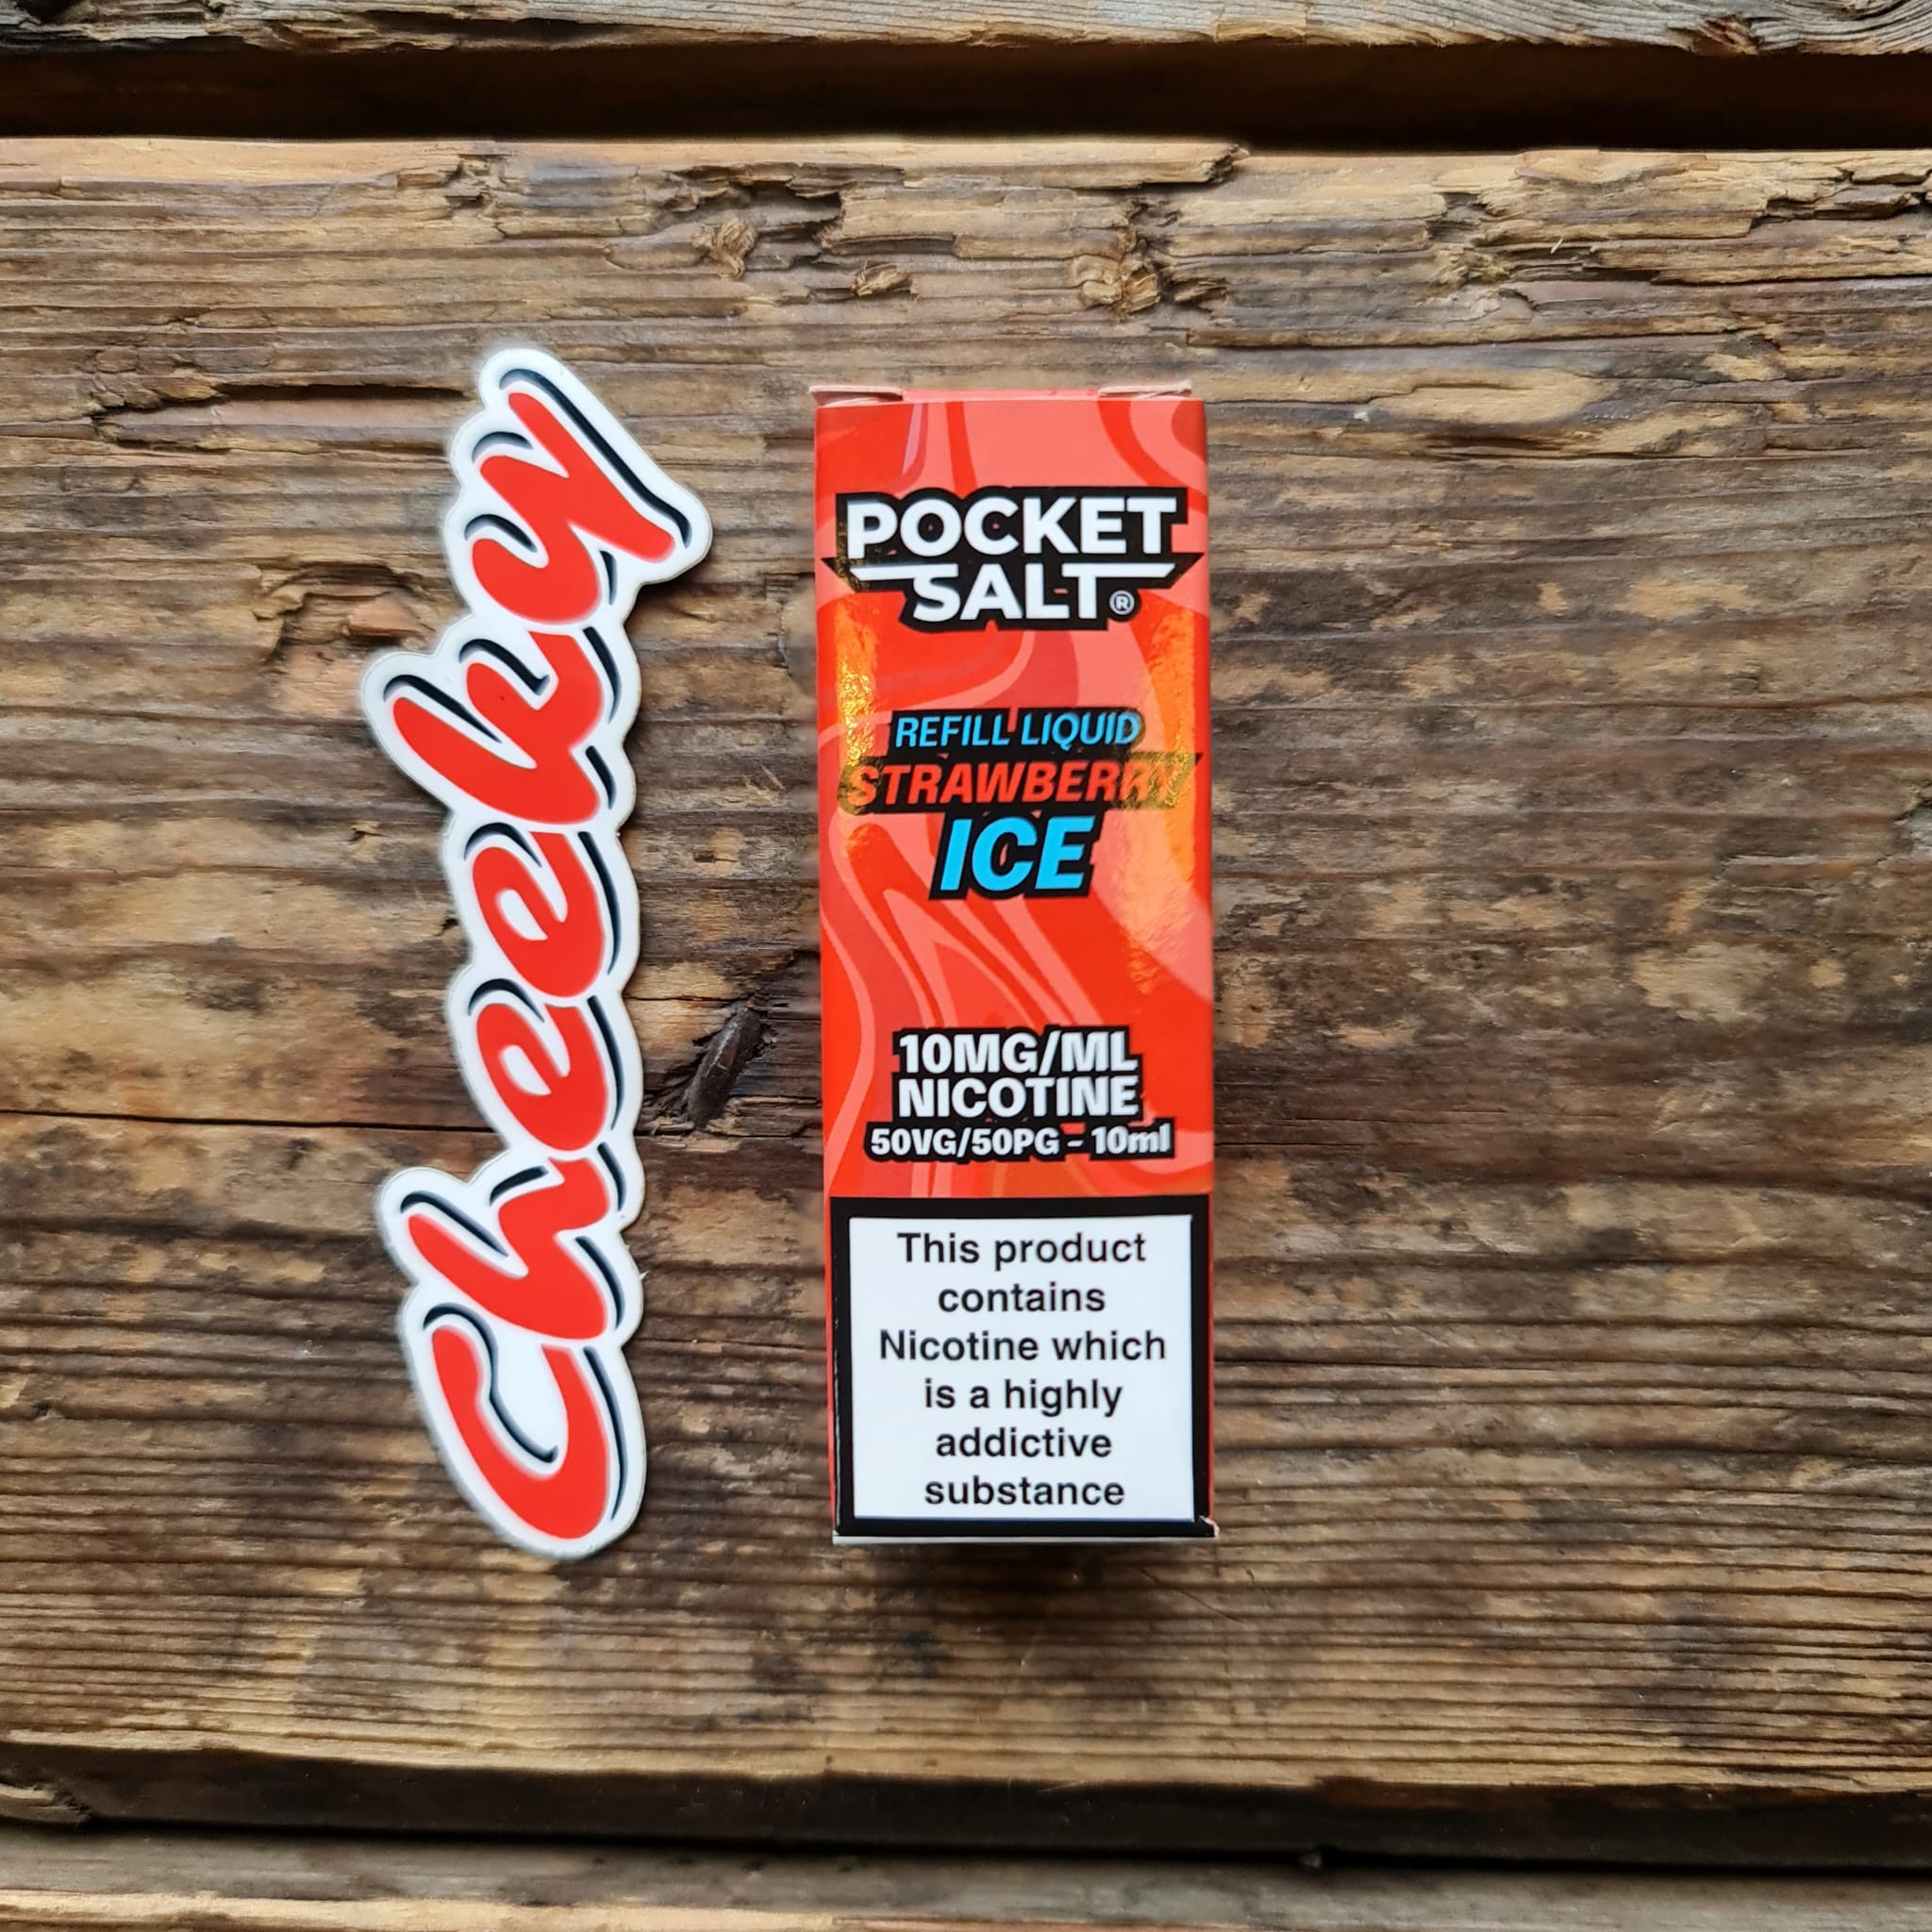 Cheeky
POCKET
SALT®
REFILL LIQUID
STRAWBERRY
ICE
10MG/ML
NICOTINE
50VG/50PG - 10ml
This product
contains
Nicotine which
is a highly
addictive
substance